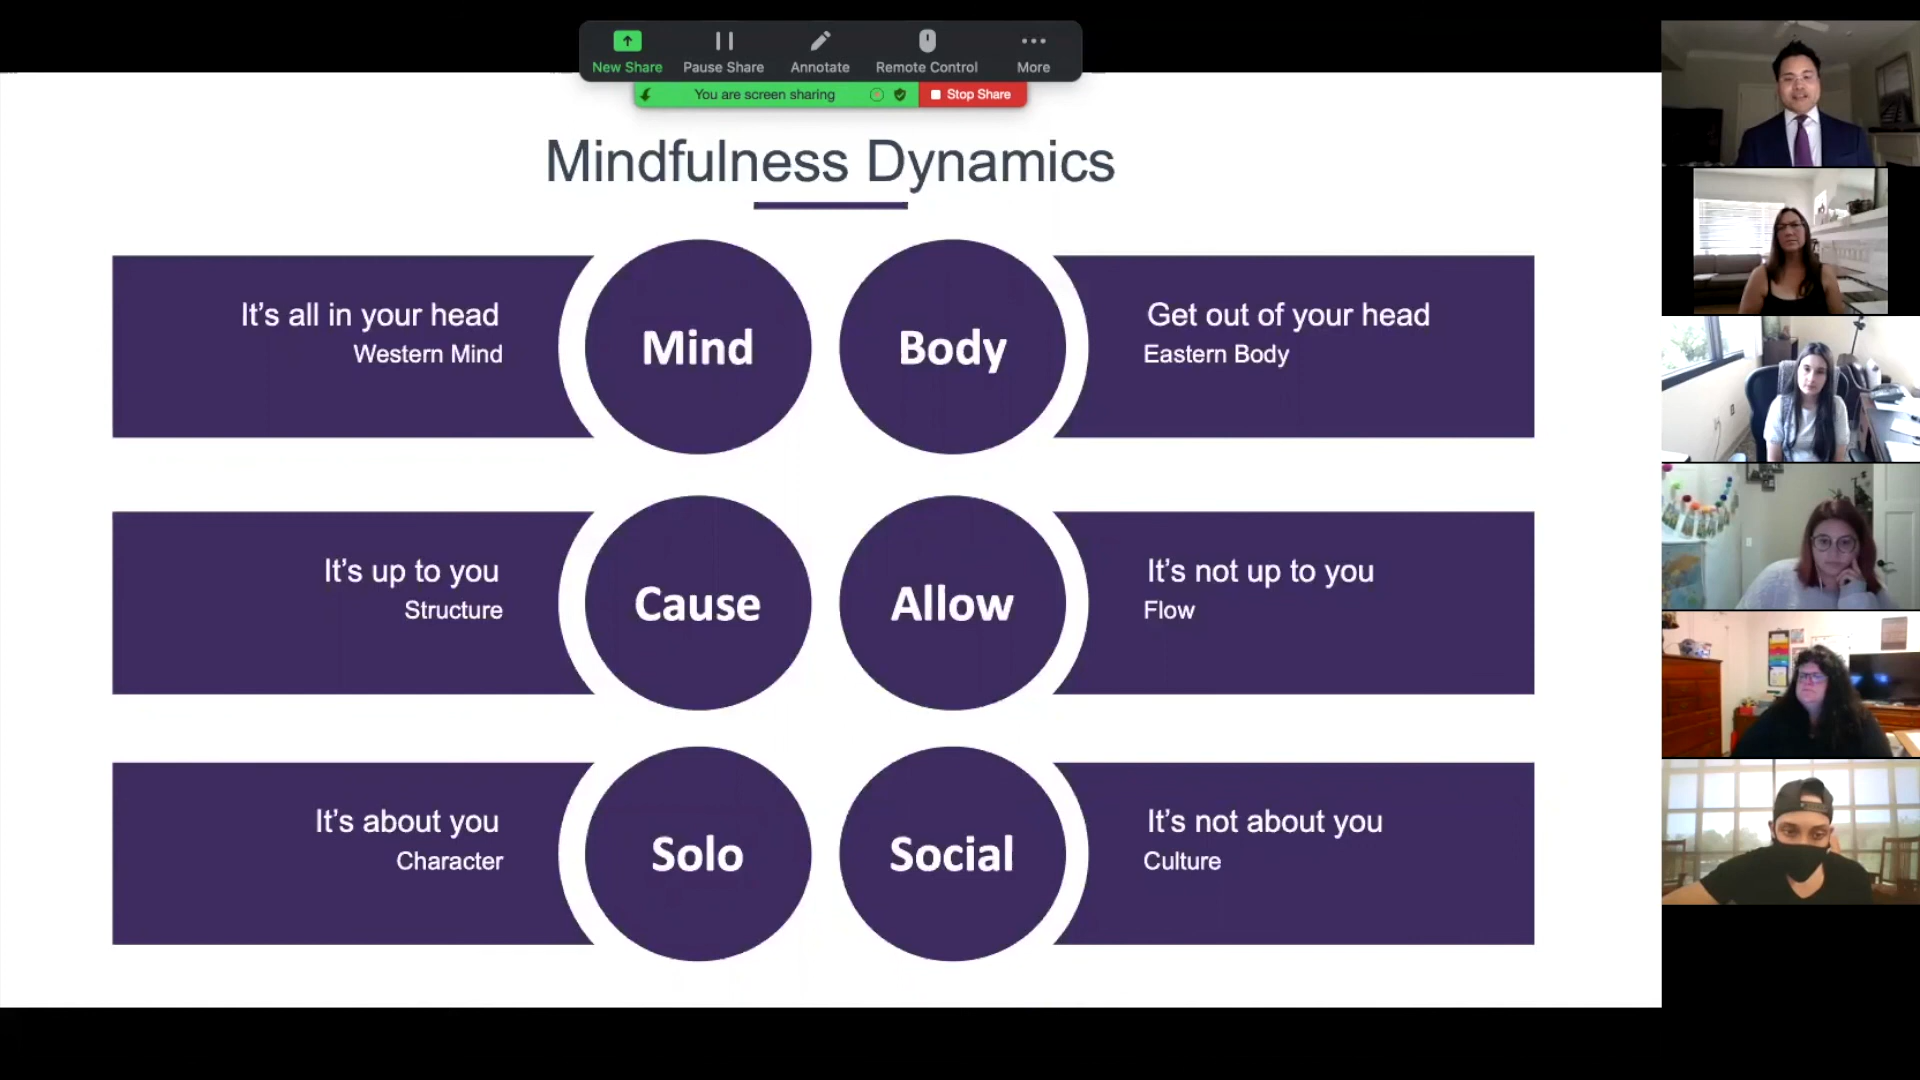 New Share Pause Share Annotate Remote Control More
You are screen sharing Stop Share
Mindfulness Dynamics
It's all in your head
Western Mind
Mind
Body
Get out of your head
Eastern Body
It's up to you
Structure
Cause
Allow
It's not up to you
Flow
It's about you
Character
Solo
Social
It's not about you
Culture